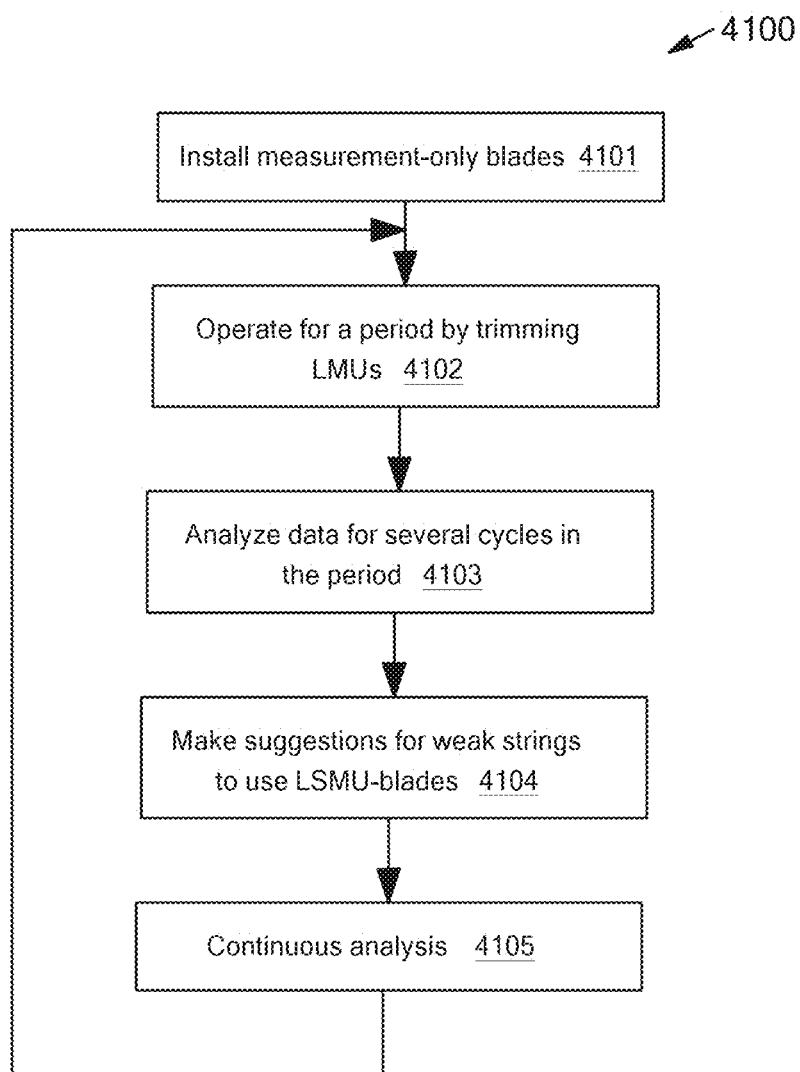 4100
Install measurement-only blades 4101
Operate for a period by trimming
LMUs 4102
Analyze data for several cycles in
the period 4103
Make suggestions for weak strings
to use LSMU-blades 4104
Continuous analysis 4105